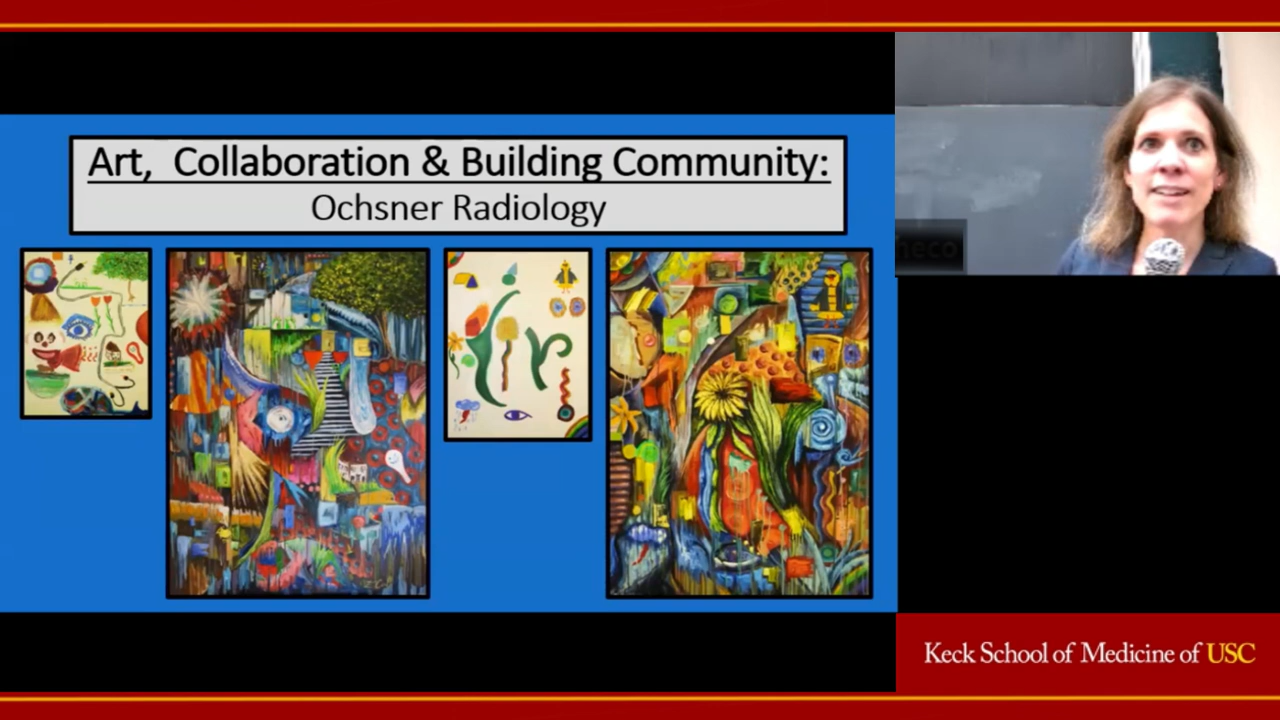 Art, Collaboration & Building Community:
Ochsner Radiology
Keck School of Medicine of USC